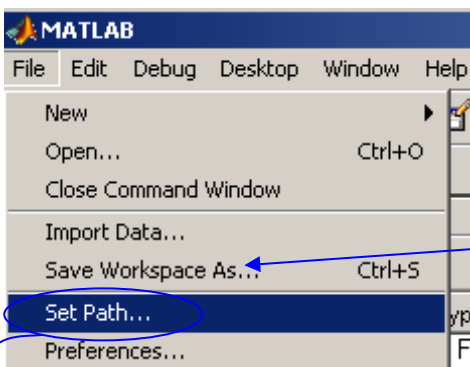 MATLAB
File Edit Debug Desktop Window Help
New
Open... Ctrl+O
Close Command Window
Import Data...
Save Workspace As... Ctrl+S
Set Path...
Preferences...